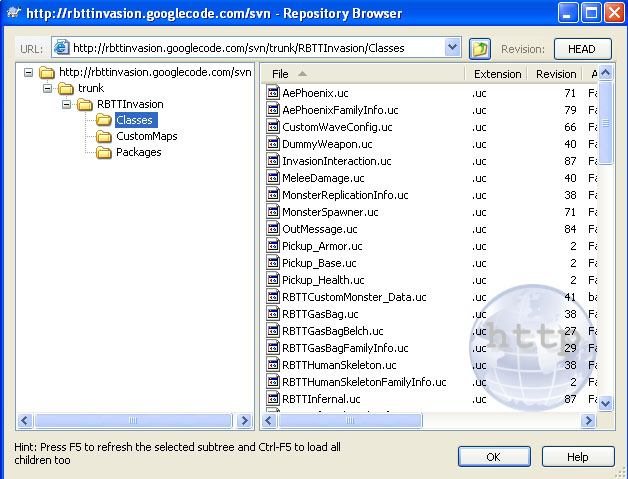 http://rbttinvasion.googlecode.com/svn - Repository Browser
URL: http://rbttinvasion.googlecode.com/svn/trunk/RBTTInvasion/Classes Revision: HEAD
http://rbttinvasion.googlecode.com/svn
trunk
RBTTInvasion
Classes
CustomMaps
Packages
File Extension Revision A
AePhoenix.uc .uc 71 Fa
AePhoenixFamilyInfo.uc .uc 79 Fa
CustomWaveConfig.uc .uc 66 Fa
DummyWeapon.uc .uc 40 Fa
InvasionInteraction.uc .uc 87 Fa
MeleeDamage.uc .uc 40 Fa
MonsterReplicationInfo.uc .uc 38 Fa
MonsterSpawner.uc .uc 71 Fa
OutMessage.uc .uc 84 Fa
Pickup_Armor.uc .uc 2 Fa
Pickup_Base.uc .uc 2 Fa
Pickup_Health.uc .uc 2 Fa
RBTTCustomMonster_Data.uc .uc 41 ba
RBTTGasBag.uc .uc 38 Fa
RBTTGasBagBelch.uc .uc 27 Fa
RBTTGasBagFamilyInfo.uc .uc 29 Fa
RBTTHumanSkeleton.uc .uc 38 Fa
RBTTHumanSkeletonFamilyInfo.uc .uc 2 Fa
RBTTInfernal.uc .uc 87 Fa
http
Hint: Press F5 to refresh the selected subtree and Ctrl-F5 to load all
children too
OK Help